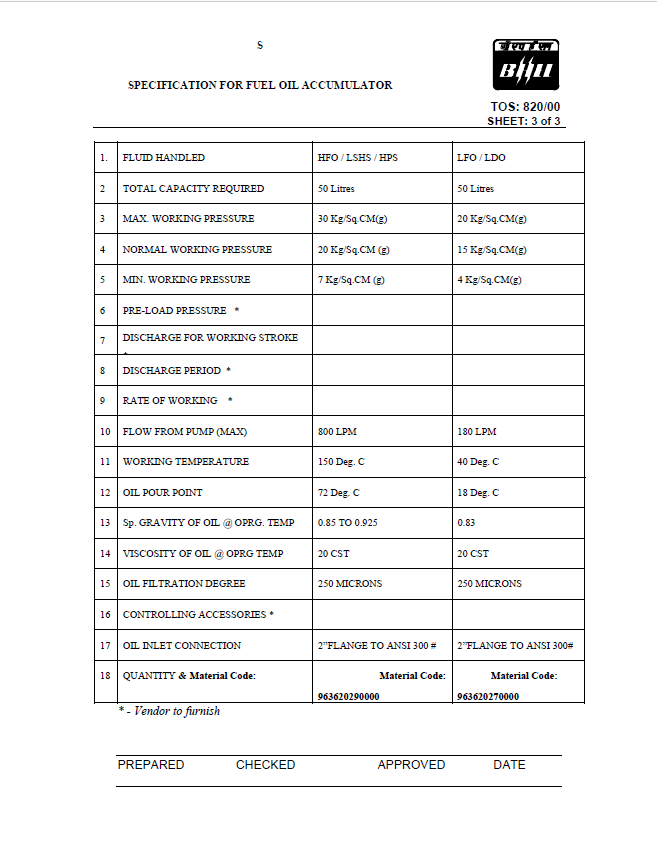 S
बी एच ई एल
BHEL
SPECIFICATION FOR FUEL OIL ACCUMULATOR
TOS: 820/00
SHEET: 3 of 3
1. FLUID HANDLED HFO / LSHS / HPS LFO / LDO
2 TOTAL CAPACITY REQUIRED 50 Litres 50 Litres
3 MAX. WORKING PRESSURE 30 Kg/Sq.CM(g) 20 Kg/Sq.CM(g)
4 NORMAL WORKING PRESSURE 20 Kg/Sq.CM (g) 15 Kg/Sq.CM(g)
5 MIN. WORKING PRESSURE 7 Kg/Sq.CM (g) 4 Kg/Sq.CM(g)
6 PRE-LOAD PRESSURE *
7 DISCHARGE FOR WORKING STROKE
*
8 DISCHARGE PERIOD *
9 RATE OF WORKING *
10 FLOW FROM PUMP (MAX) 800 LPM 180 LPM
11 WORKING TEMPERATURE 150 Deg. C 40 Deg. C
12 OIL POUR POINT 72 Deg. C 18 Deg. C
13 Sp. GRAVITY OF OIL @ OPRG. TEMP 0.85 TO 0.925 0.83
14 VISCOSITY OF OIL @ OPRG TEMP 20 CST 20 CST
15 OIL FILTRATION DEGREE 250 MICRONS 250 MICRONS
16 CONTROLLING ACCESSORIES *
17 OIL INLET CONNECTION 2”FLANGE TO ANSI 300 # 2”FLANGE TO ANSI 300#
18 QUANTITY & Material Code: Material Code: Material Code:
963620290000 963620270000
* - Vendor to furnish
PREPARED CHECKED APPROVED DATE